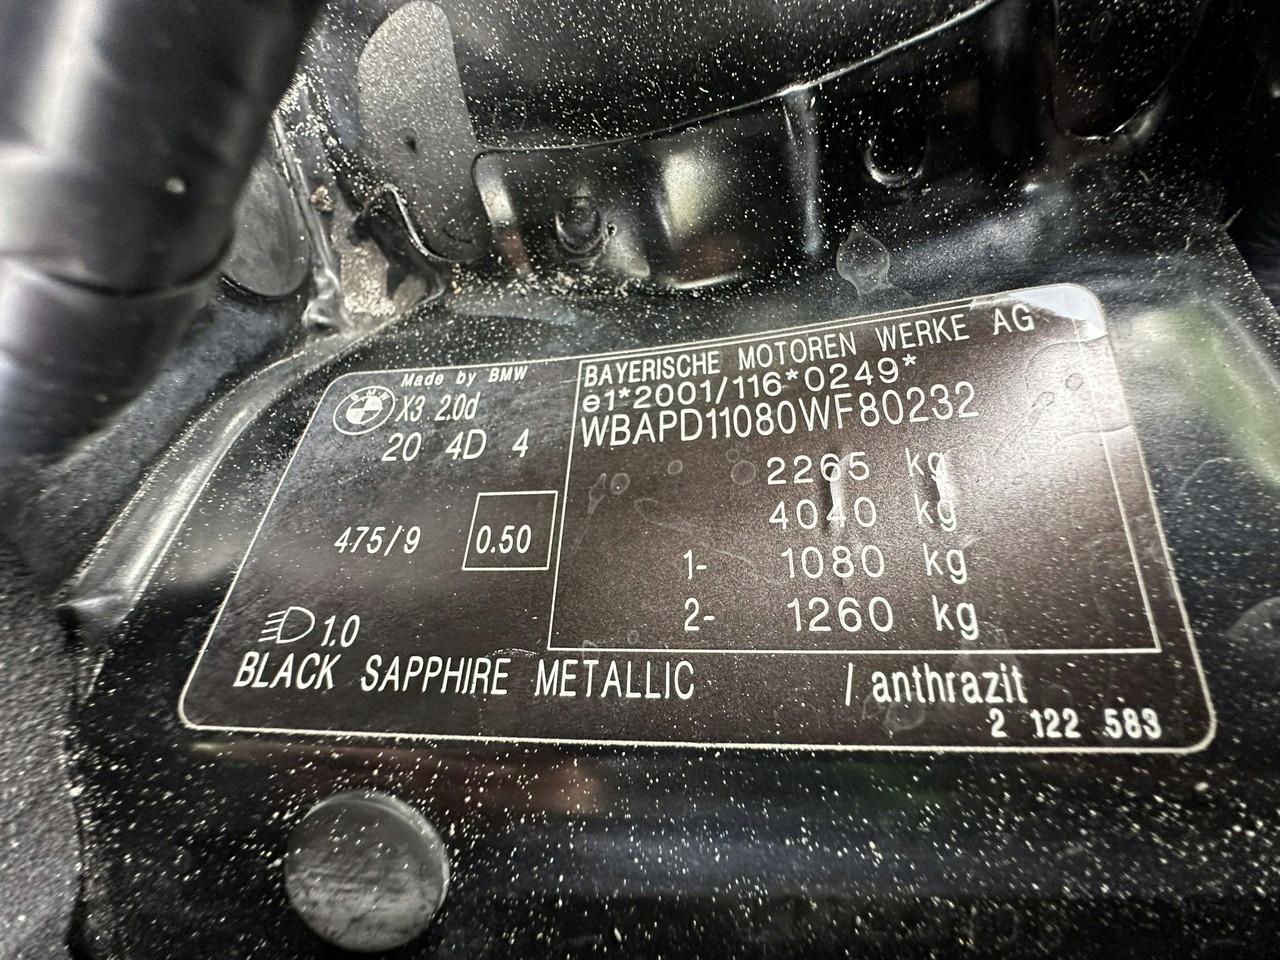 Made by BMW
X3 2.0d
20 4D 4
475/9
0.50
1.0
BAYERISCHE MOTOREN WERKE AG
e1*2001/116*0249*
WBAPD11080WF80232
2265 kg
4040 kg
1- 1080 kg
2- 1260 kg
BLACK SAPPHIRE METALLIC / anthrazit
2 122 583